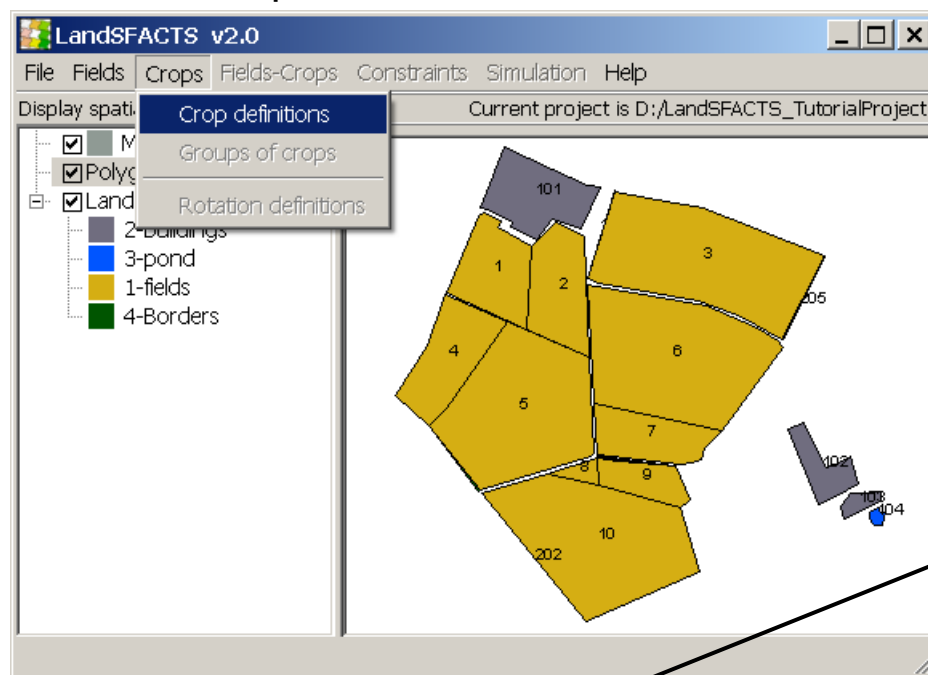 LandSFACTS v2.0
File Fields Crops Fields-Crops Constraints Simulation Help
Display spati Current project is D:/LandSFACTS_TutorialProject
Crop definitions
Groups of crops
Rotation definitions
M
Polyg
Land
2-buildings
3-pond
1-fields
4-Borders
101
1
2
3
205
4
5
6
7
8
9
10
202
102
103
104